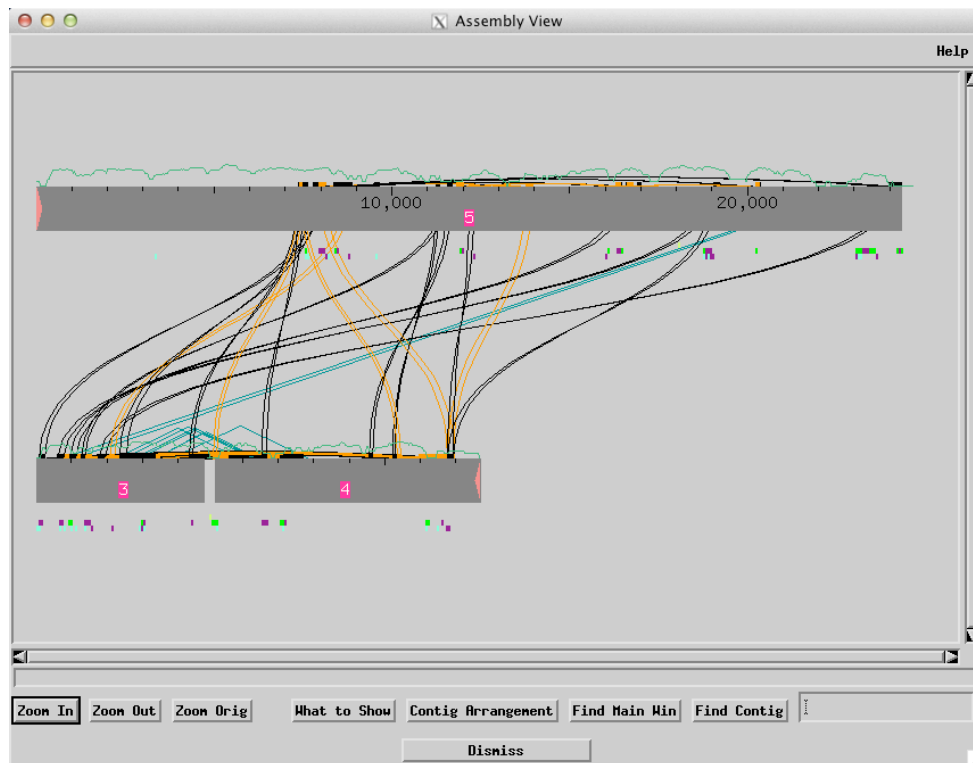 Assembly View
Help
10,000
20,000
5
3
4
Zoom In Zoom Out Zoom Orig What to Show Contig Arrangement Find Main Win Find Contig
Dismiss